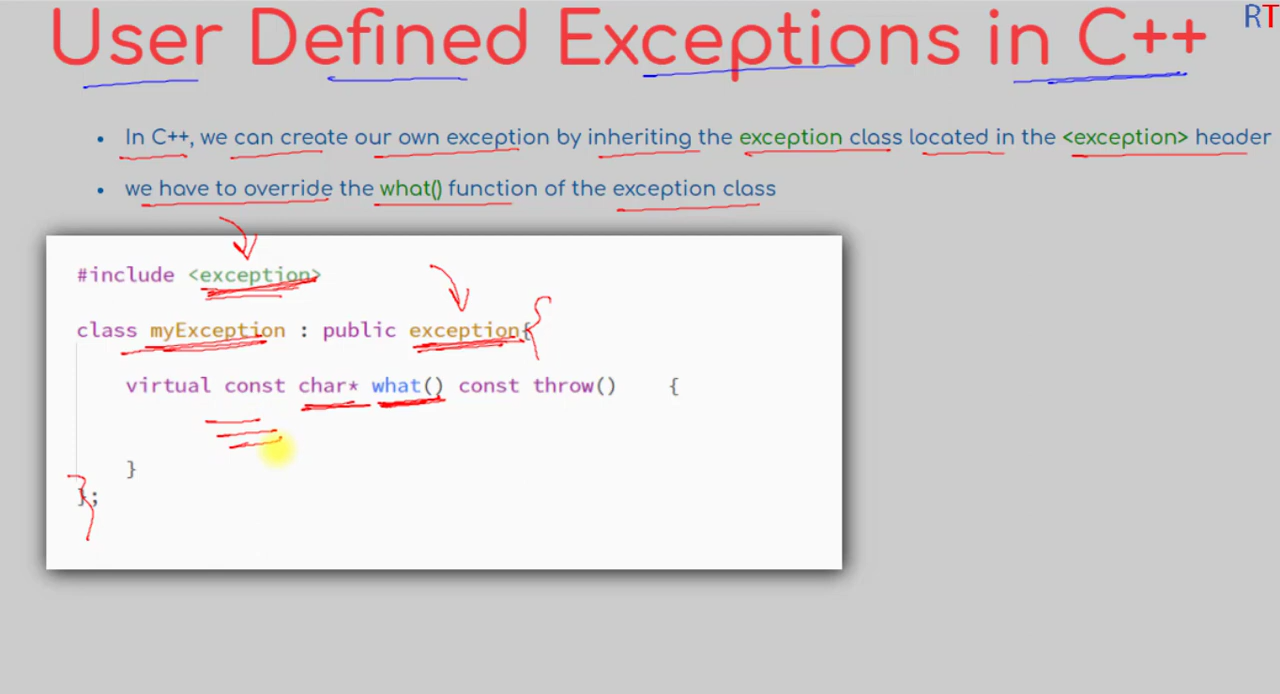 User Defined Exceptions in C++
RT
• In C++, we can create our own exception by inheriting the exception class located in the <exception> header
• we have to override the what() function of the exception class
#include <exception>
class myException : public exception{
virtual const char* what() const throw() {
}
};